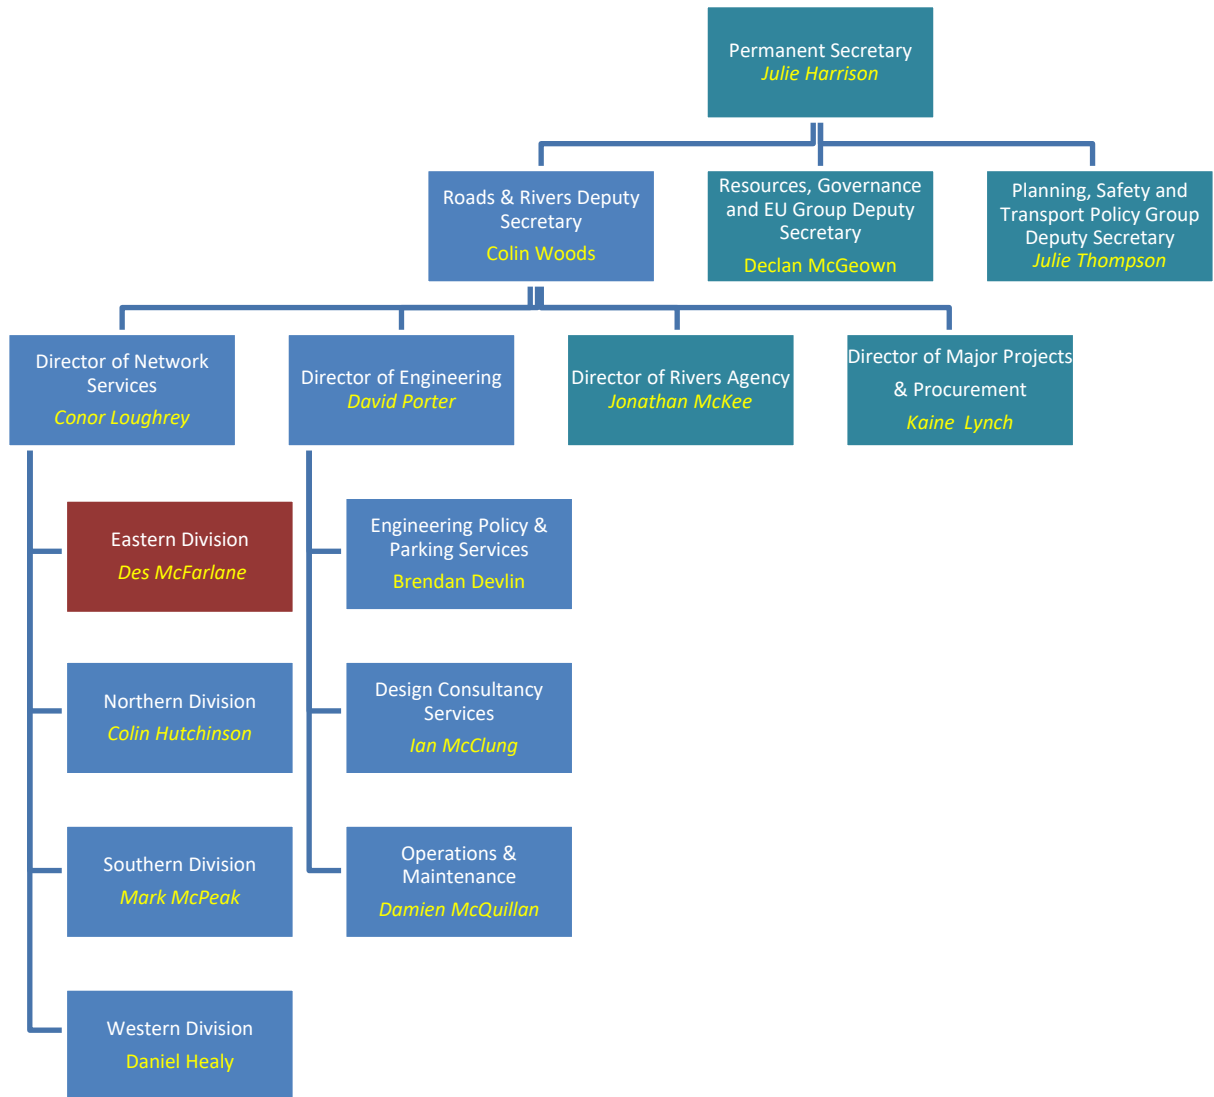 Permanent Secretary
Julie Harrison
Roads & Rivers Deputy
Secretary
Colin Woods
Resources, Governance
and EU Group Deputy
Secretary
Declan McGeown
Planning, Safety and
Transport Policy Group
Deputy Secretary
Julie Thompson
Director of Network
Services
Conor Loughrey
Director of Engineering
David Porter
Director of Rivers Agency
Jonathan McKee
Director of Major Projects
& Procurement
Kaine Lynch
Eastern Division
Des McFarlane
Northern Division
Colin Hutchinson
Southern Division
Mark McPeak
Western Division
Daniel Healy
Engineering Policy &
Parking Services
Brendan Devlin
Design Consultancy
Services
Ian McClung
Operations &
Maintenance
Damien McQuillan